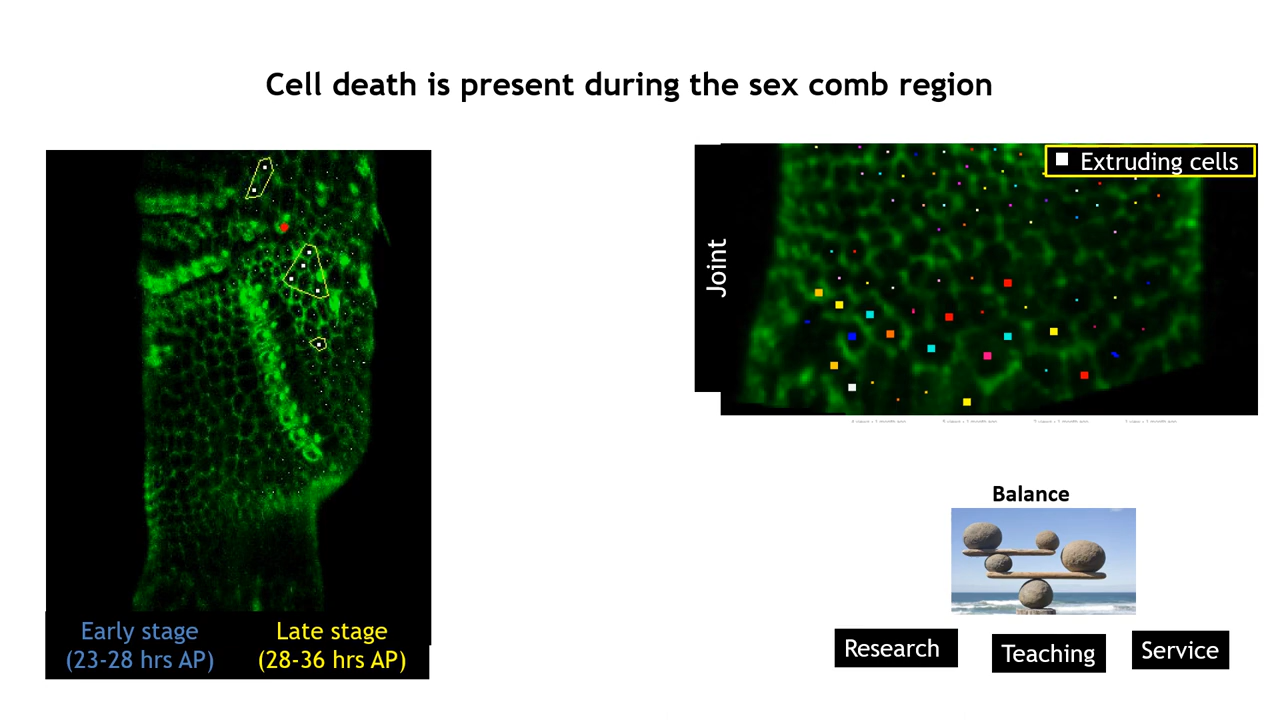 Cell death is present during the sex comb region
Extruding cells
Joint
Early stage
(23-28 hrs AP)
Late stage
(28-36 hrs AP)
Balance
Research
Teaching
Service